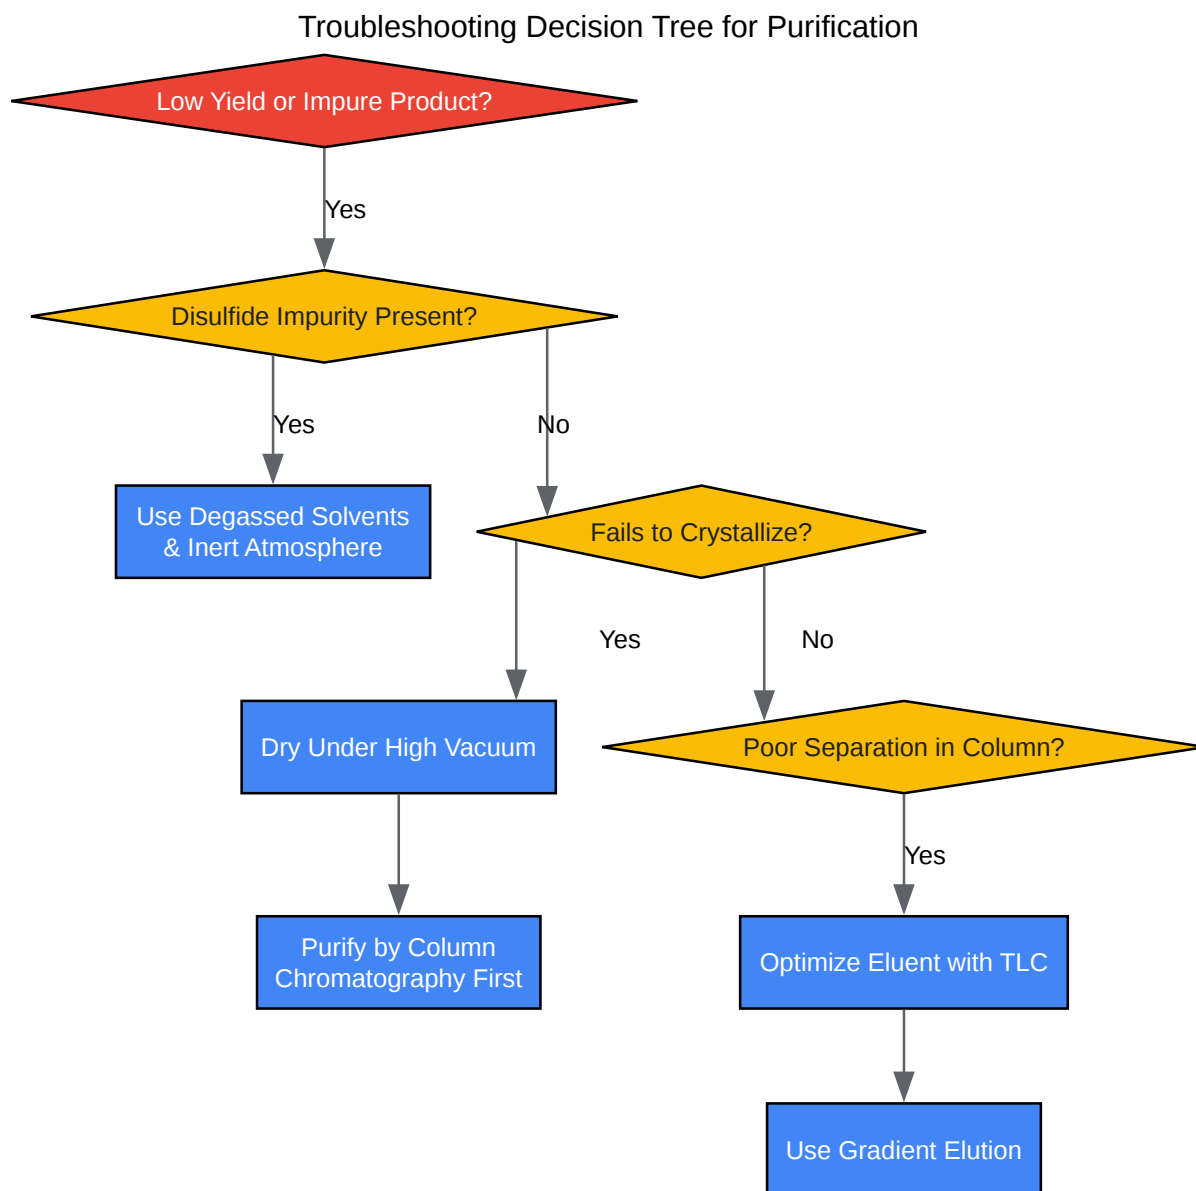 Troubleshooting Decision Tree for Purification
Low Yield or Impure Product?
Yes
Disulfide Impurity Present?
Yes
No
Use Degassed Solvents
& Inert Atmosphere
Fails to Crystallize?
Yes
No
Dry Under High Vacuum
Poor Separation in Column?
Yes
Purify by Column
Chromatography First
Optimize Eluent with TLC
Use Gradient Elution